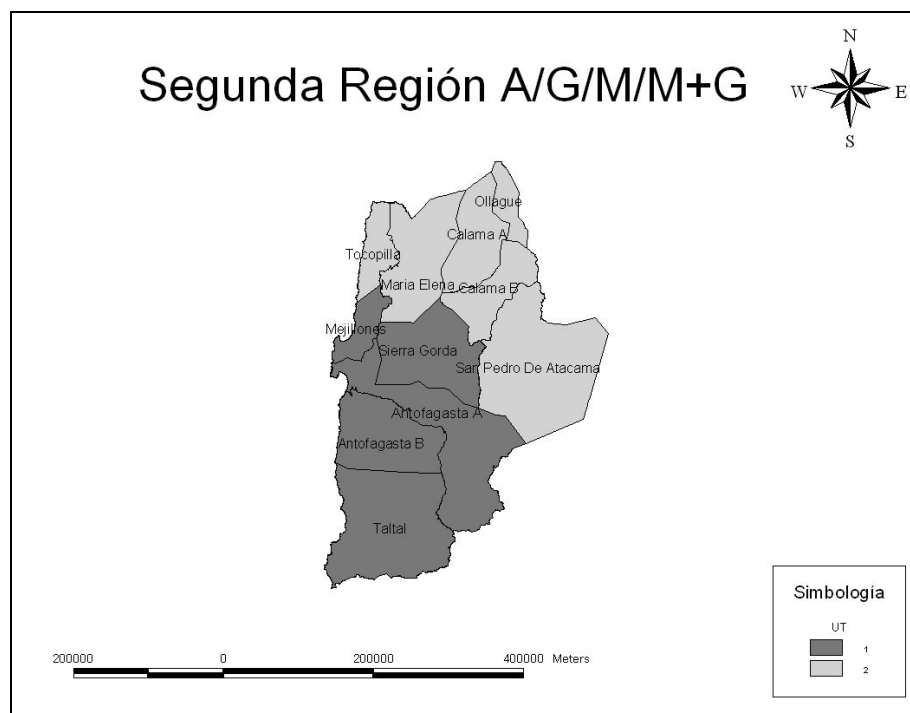 N
Segunda Región A/G/M/M+G
W E
S
Ollague
Calama A
Tocopilla
Maria Elena
Calama B
Mejillones
Sierra Gorda
San Pedro De Atacama
Antofagasta A
Antofagasta B
Taltal
Simbología
UT
1
2
200000 0 200000 400000 Meters